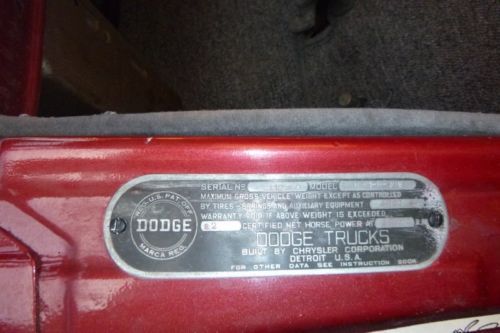 REG. U.S. PAT. OFF.
DODGE
MARCA REG.
SERIAL NO MODEL
MAXIMUM GROSS VEHICLE WEIGHT EXCEPT AS CONTROLLED
BY TIRES - SPRINGS AND AUXILIARY EQUIPMENT
WARRANTY VOID IF ABOVE WEIGHT IS EXCEEDED
CERTIFIED NET HORSE POWER AT
DODGE TRUCKS
BUILT BY CHRYSLER CORPORATION
DETROIT U.S.A.
FOR OTHER DATA SEE INSTRUCTION BOOK